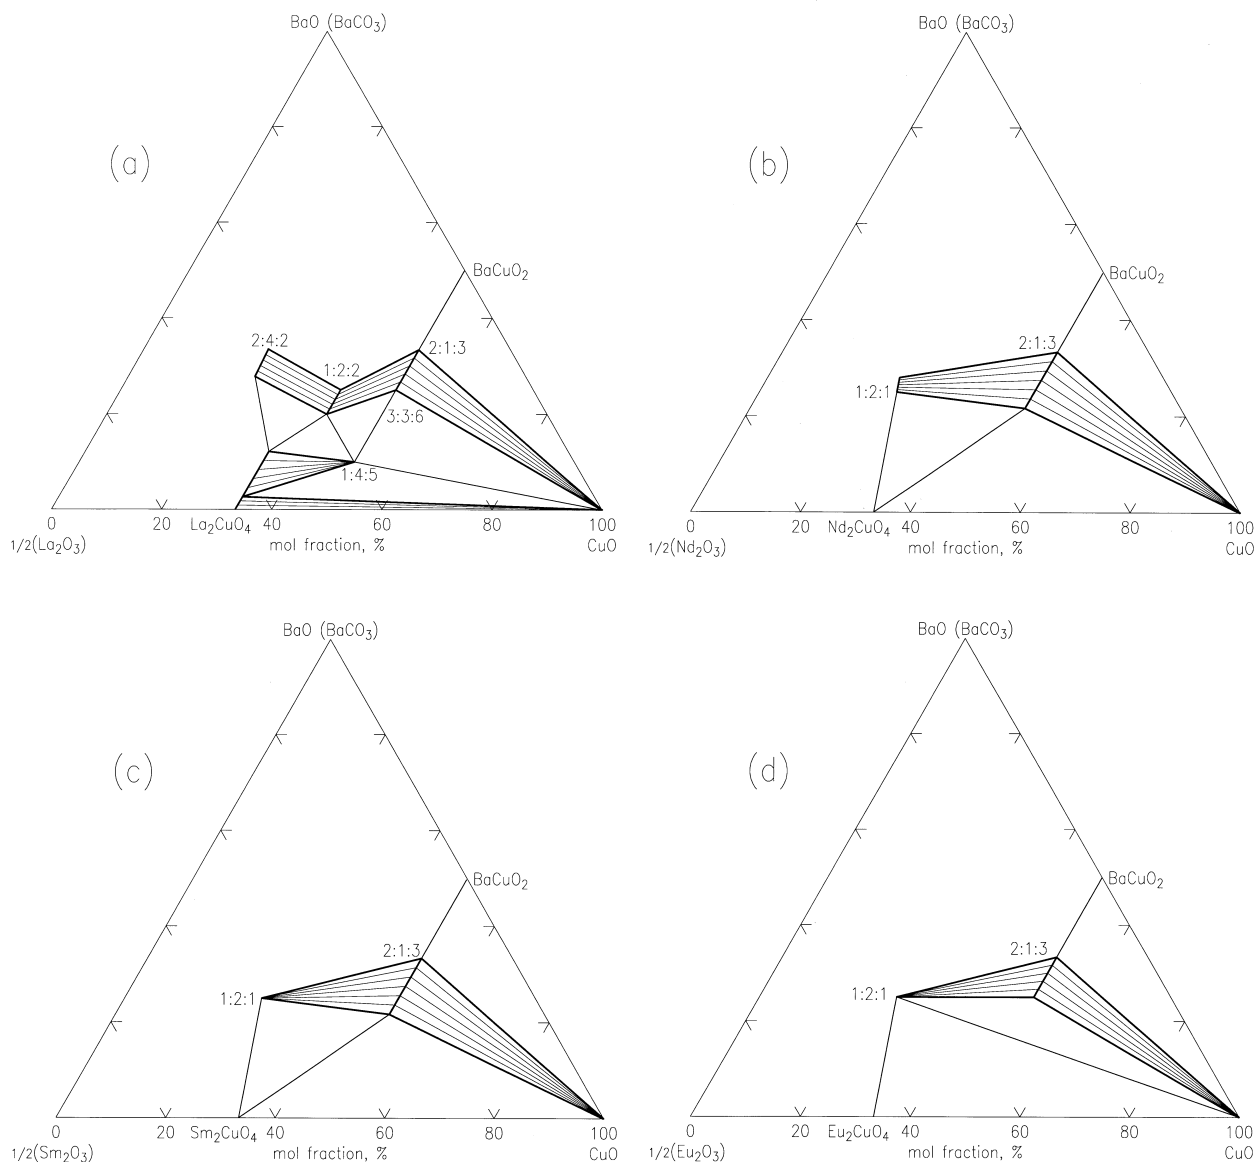 BaO (BaCO3)
(a)
BaCuO2
2:4:2
1:2:2
2:1:3
3:3:6
1:4:5
0 20 La2CuO4 40 60 80 100
1/2(La2O3) mol fraction, % CuO
BaO (BaCO3)
(b)
BaCuO2
2:1:3
1:2:1
0 20 Nd2CuO4 40 60 80 100
1/2(Nd2O3) mol fraction, % CuO
BaO (BaCO3)
(c)
BaCuO2
2:1:3
1:2:1
0 20 Sm2CuO4 40 60 80 100
1/2(Sm2O3) mol fraction, % CuO
BaO (BaCO3)
(d)
BaCuO2
2:1:3
1:2:1
0 20 Eu2CuO4 40 60 80 100
1/2(Eu2O3) mol fraction, % CuO